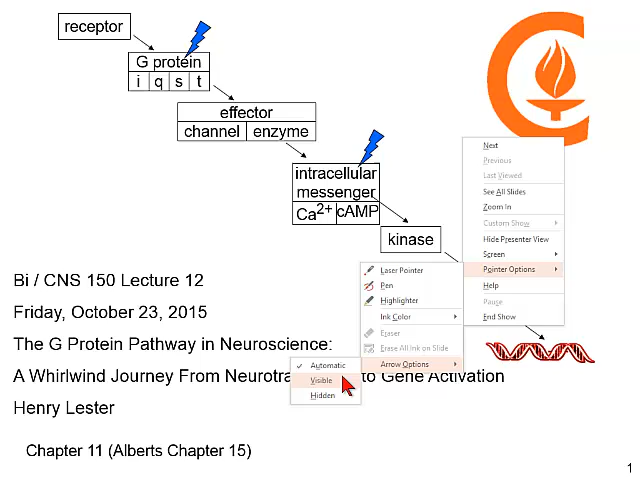 receptor
G protein
i q s t
effector
channel enzyme
intracellular
messenger
Ca2+ cAMP
kinase
Next
Previous
Last Viewed
See All Slides
Zoom In
Custom Show
Hide Presenter View
Screen
Pointer Options
Help
Pause
End Show
Laser Pointer
Pen
Highlighter
Ink Color
Eraser
Erase All Ink on Slide
Arrow Options
Automatic
Visible
Hidden
Bi / CNS 150 Lecture 12
Friday, October 23, 2015
The G Protein Pathway in Neuroscience:
A Whirlwind Journey From to Gene Activation
Henry Lester
Chapter 11 (Alberts Chapter 15)
1